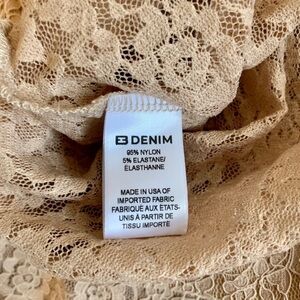 DENIM
95% NYLON
5% ELASTANE/
ÉLASTHANNE
MADE IN USA OF
IMPORTED FABRIC
FABRIQUÉ AUX ÉTATS-
UNIS À PARTIR DE
TISSU IMPORTÉ